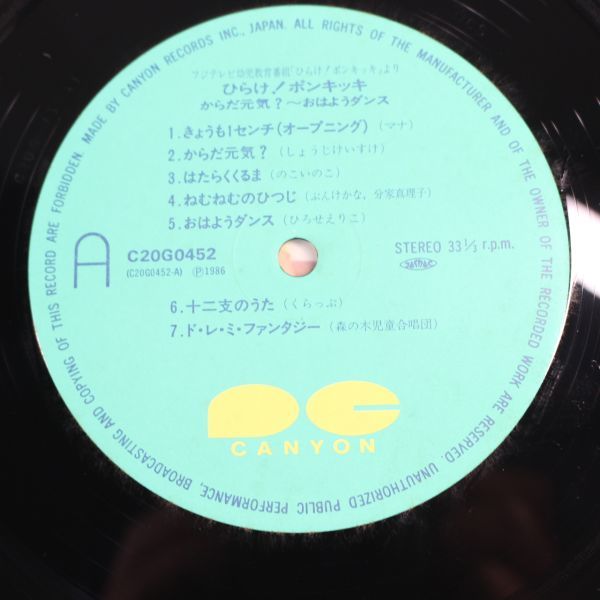 MADE BY CANYON RECORDS INC., JAPAN. ALL RIGHTS OF THE MANUFACTURER AND OF THE OWNER OF THE RECORDED WORK ARE RESERVED. UNAUTHORIZED PUBLIC PERFORMANCE, BROADCASTING AND COPYING OF THIS RECORD ARE FORBIDDEN.
フジテレビ幼児教育番組「ひらけ!ポンキッキ」より
ひらけ!ポンキッキ
からだ元気?〜おはようダンス
1.きょうも1センチ(オープニング)(マナ)
2.からだ元気?(しょうじけいすけ)
3.はたらくくるま(のこいのこ)
4.ねむねむのひつじ(ぶんけかな,分家真理子)
5.おはようダンス(ひろせえりこ)
A
C20G0452
(C20G0452-A) Ⓟ1986
STEREO 33 1/3 r.p.m.
6.十二支のうた(くらっぷ)
7.ド・レ・ミ・ファンタジー(森の木児童合唱団)
CANYON